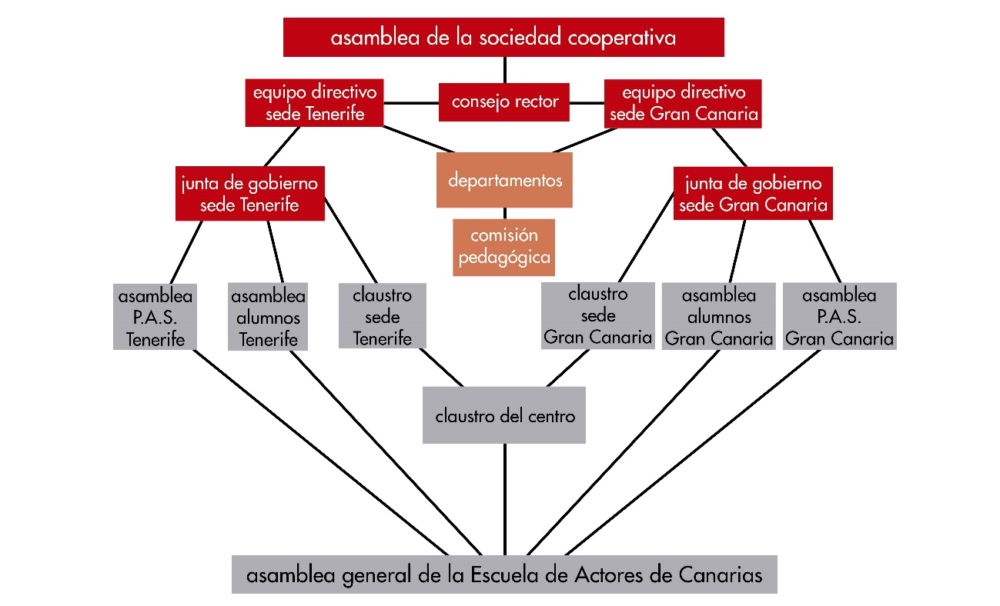 asamblea de la sociedad cooperativa
equipo directivo
sede Tenerife
consejo rector
equipo directivo
sede Gran Canaria
junta de gobierno
sede Tenerife
departamentos
junta de gobierno
sede Gran Canaria
comisión
pedagógica
asamblea
P.A.S.
Tenerife
asamblea
alumnos
Tenerife
claustro
sede
Tenerife
claustro
sede
Gran Canaria
asamblea
alumnos
Gran Canaria
asamblea
P.A.S.
Gran Canaria
claustro del centro
asamblea general de la Escuela de Actores de Canarias